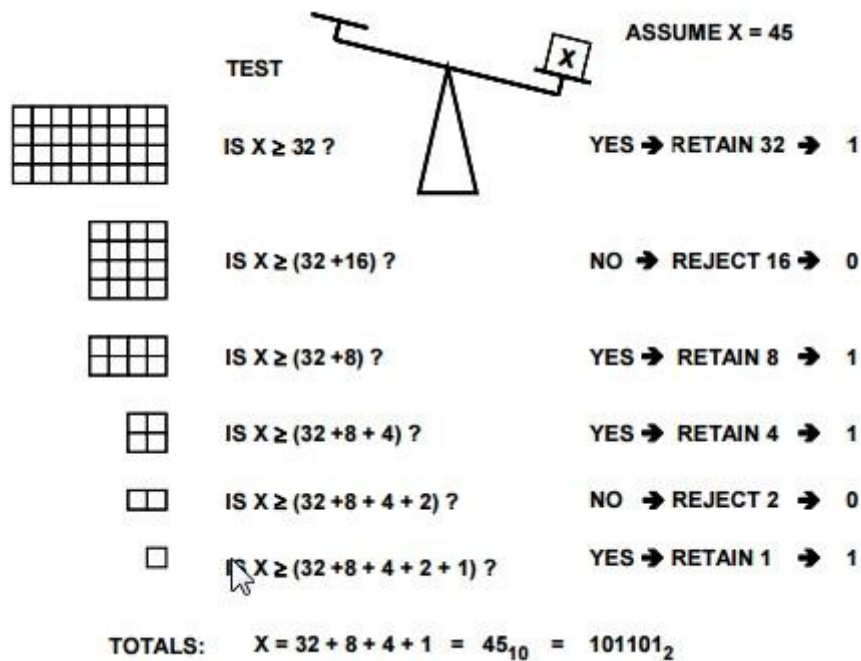 ASSUME X = 45
X
TEST
IS X ≥ 32 ? YES ➔ RETAIN 32 ➔ 1
IS X ≥ (32 +16) ? NO ➔ REJECT 16 ➔ 0
IS X ≥ (32 +8) ? YES ➔ RETAIN 8 ➔ 1
IS X ≥ (32 +8 + 4) ? YES ➔ RETAIN 4 ➔ 1
IS X ≥ (32 +8 + 4 + 2) ? NO ➔ REJECT 2 ➔ 0
IS X ≥ (32 +8 + 4 + 2 + 1) ? YES ➔ RETAIN 1 ➔ 1
TOTALS: X = 32 + 8 + 4 + 1 = 45₁₀ = 101101₂